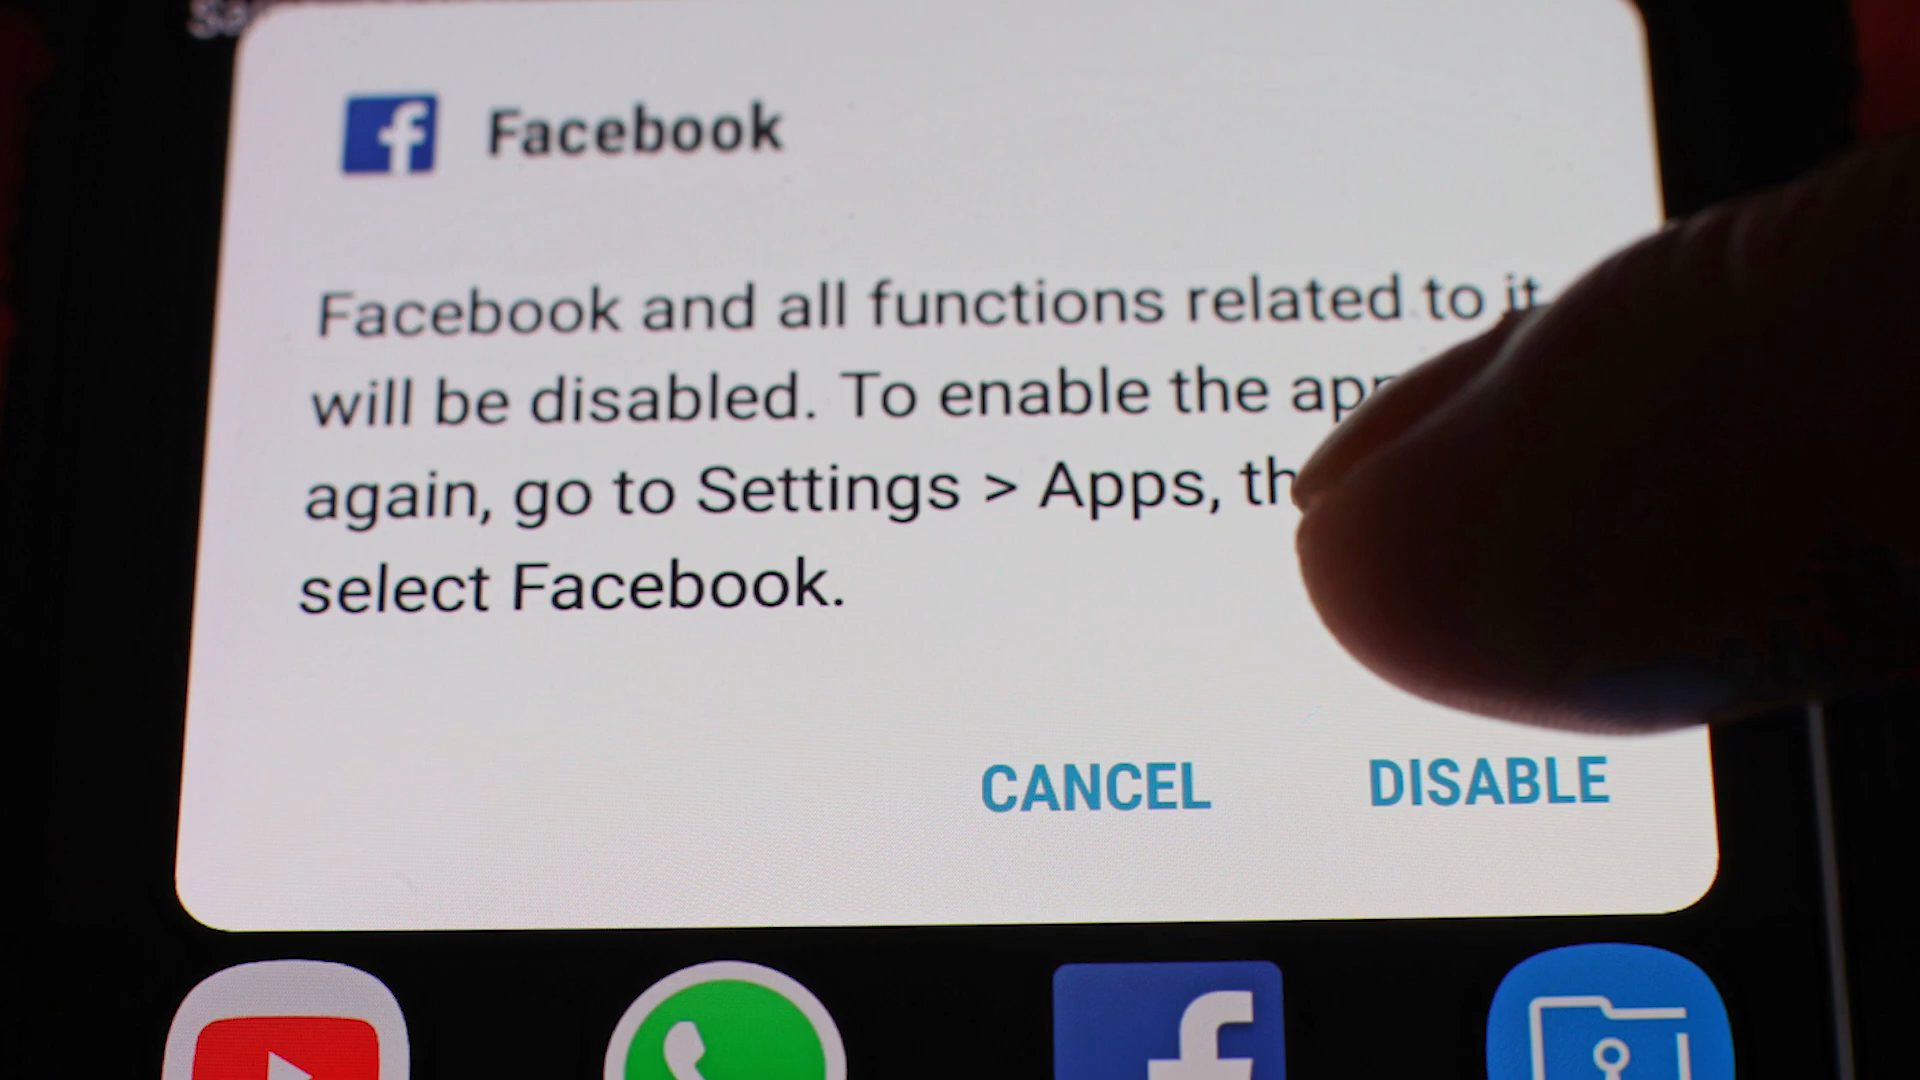 Facebook
Facebook and all functions related to it
will be disabled. To enable the
again, go to Settings > Apps,
select Facebook.
CANCEL DISABLE